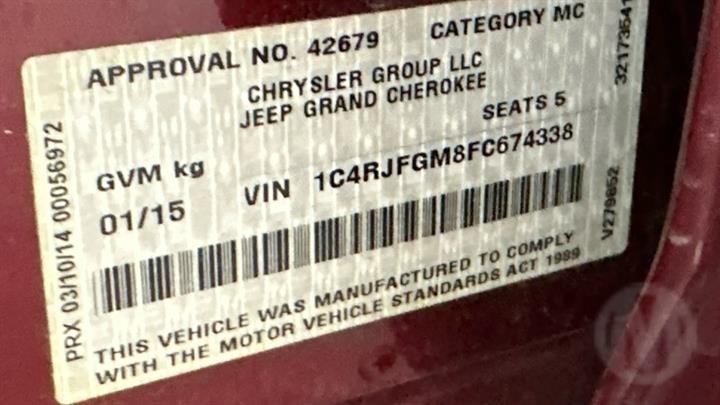 APPROVAL NO. 42679 CATEGORY MC
CHRYSLER GROUP LLC
JEEP GRAND CHEROKEE
SEATS 5
GVM kg
01/15 VIN 1C4RJFGM8FC674338
THIS VEHICLE WAS MANUFACTURED TO COMPLY
WITH THE MOTOR VEHICLE STANDARDS ACT 1989
PRX 03/10/14 00056972
V279852
32173541
M